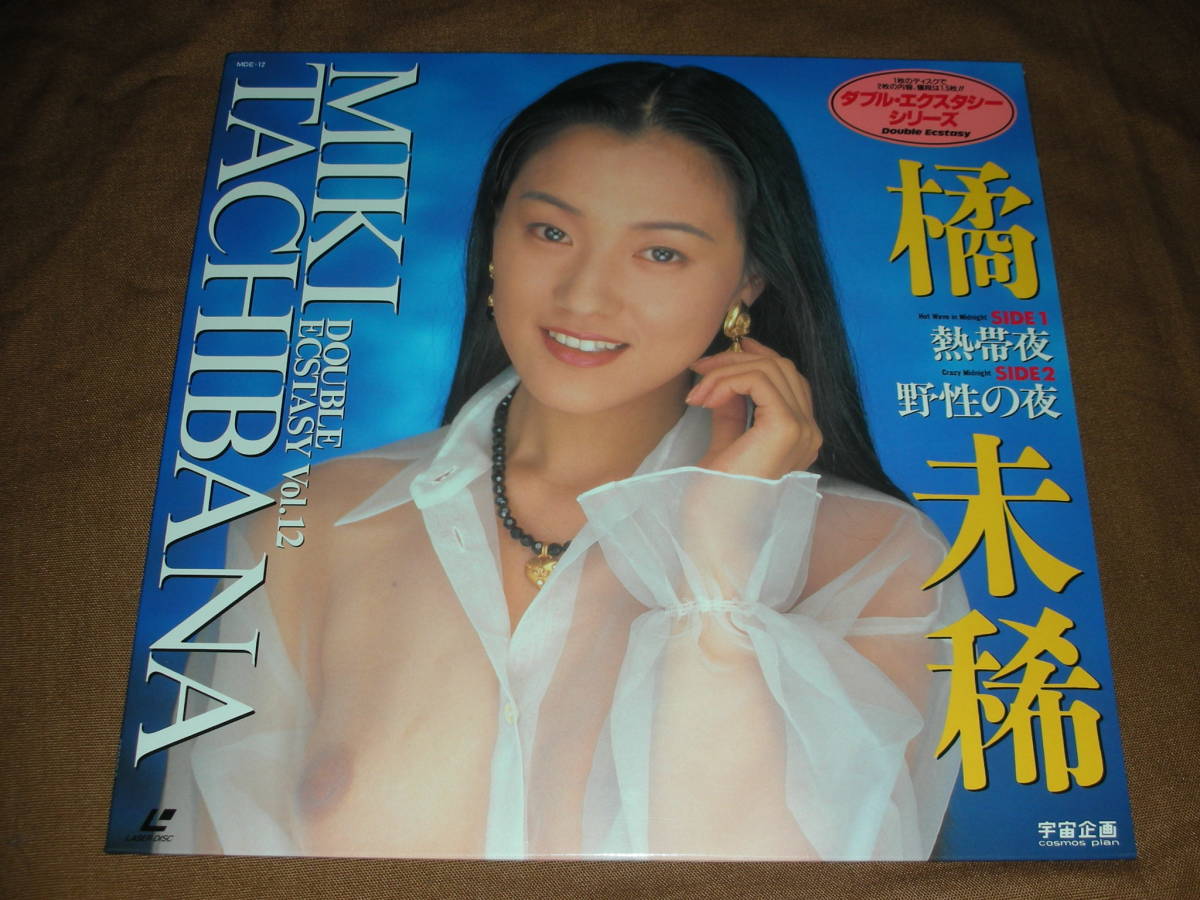 MDE-12
MIKI
TACHIBANA
DOUBLE
ECSTASY Vol.12
1枚のディスクで
2枚の内容、値段は1.5枚!!
ダブル・エクスタシー
シリーズ
Double Ecstasy
橘
Hot Wave in Midnight SIDE 1
熱帯夜
Crazy Midnight SIDE 2
野性の夜
未稀
LASERDISC
宇宙企画
cosmos plan